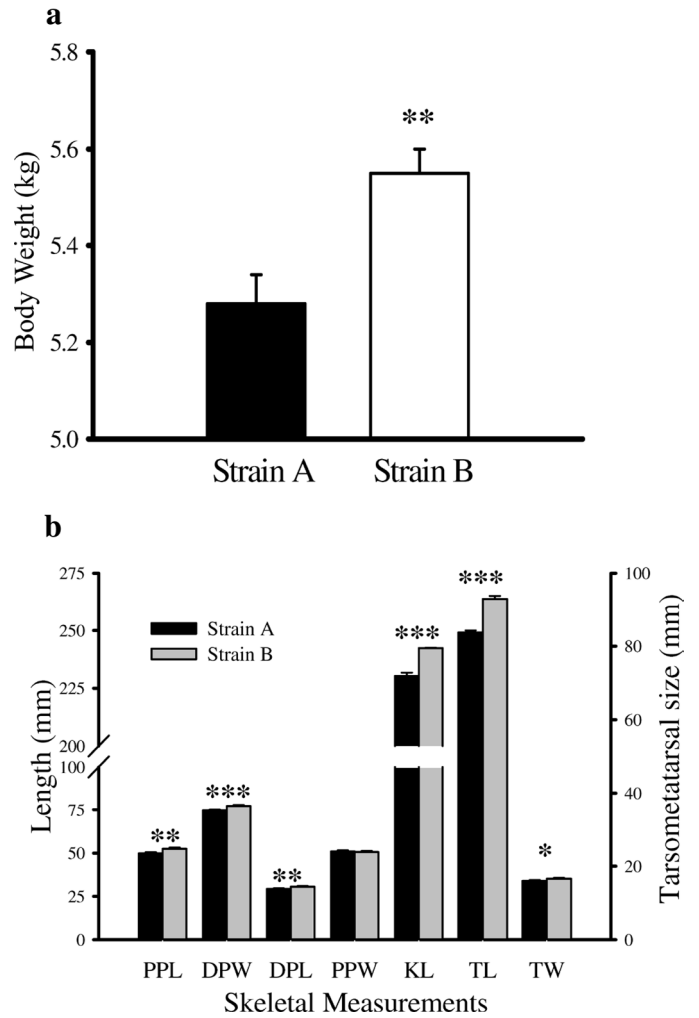 a
5.8
5.6
5.4
5.2
5.0
Body Weight (kg)
**
Strain A Strain B
b
275
250
225
200
100
75
50
25
0
Length (mm)
Strain A
Strain B
** *** ** *** *** *
100
80
60
40
20
0
Tarsometatarsal size (mm)
PPL DPW DPL PPW KL TL TW
Skeletal Measurements